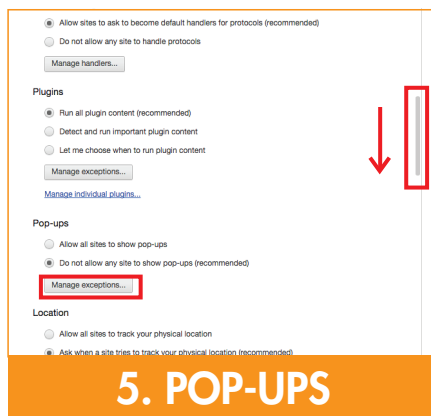 Allow sites to ask to become default handlers for protocols (recommended)
Do not allow any site to handle protocols
Manage handlers...
Plugins
Run all plugin content (recommended)
Detect and run important plugin content
Let me choose when to run plugin content
Manage exceptions...
Manage individual plugins...
Pop-ups
Allow all sites to show pop-ups
Do not allow any site to show pop-ups (recommended)
Manage exceptions...
Location
Allow all sites to track your physical location
Ask when a site tries to track your physical location (recommended)
5. POP-UPS